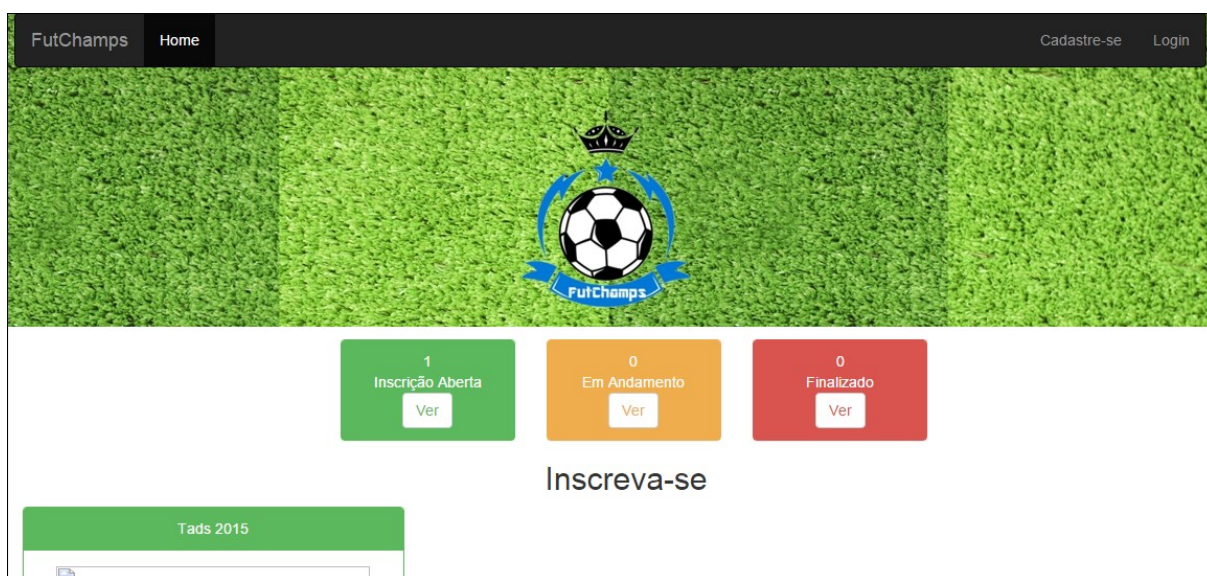 FutChamps Home Cadastre-se Login
FutChamps
1
Inscrição Aberta
Ver
0
Em Andamento
Ver
0
Finalizado
Ver
Inscreva-se
Tads 2015